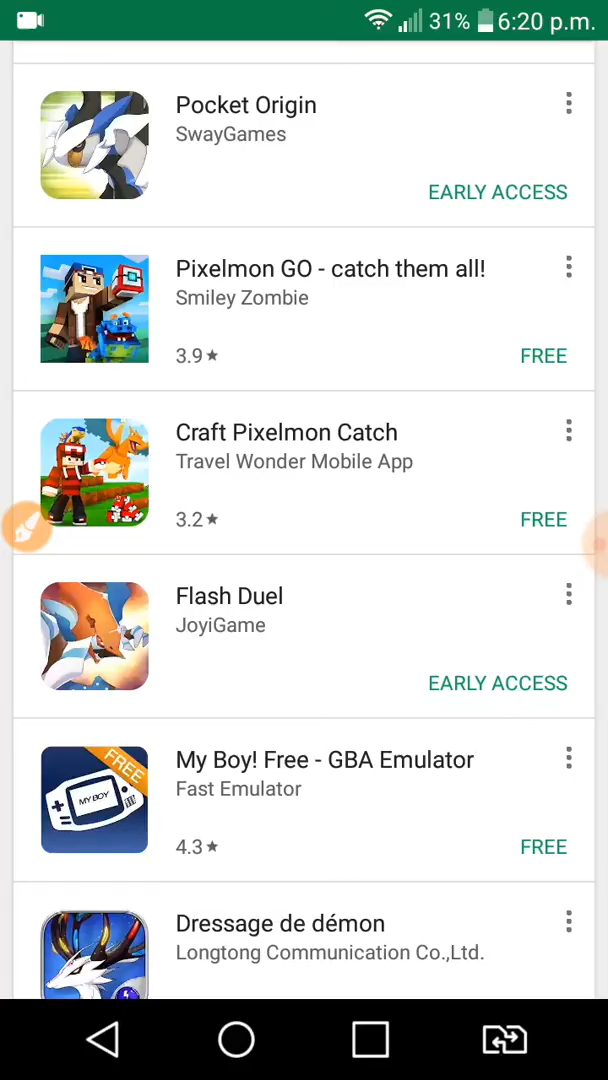 31% 6:20 p.m.
Pocket Origin
SwayGames
EARLY ACCESS
Pixelmon GO - catch them all!
Smiley Zombie
3.9★ FREE
Craft Pixelmon Catch
Travel Wonder Mobile App
3.2★ FREE
Flash Duel
JoyiGame
EARLY ACCESS
FREE
MY BOY
My Boy! Free - GBA Emulator
Fast Emulator
4.3★ FREE
Dressage de démon
Longtong Communication Co.,Ltd.